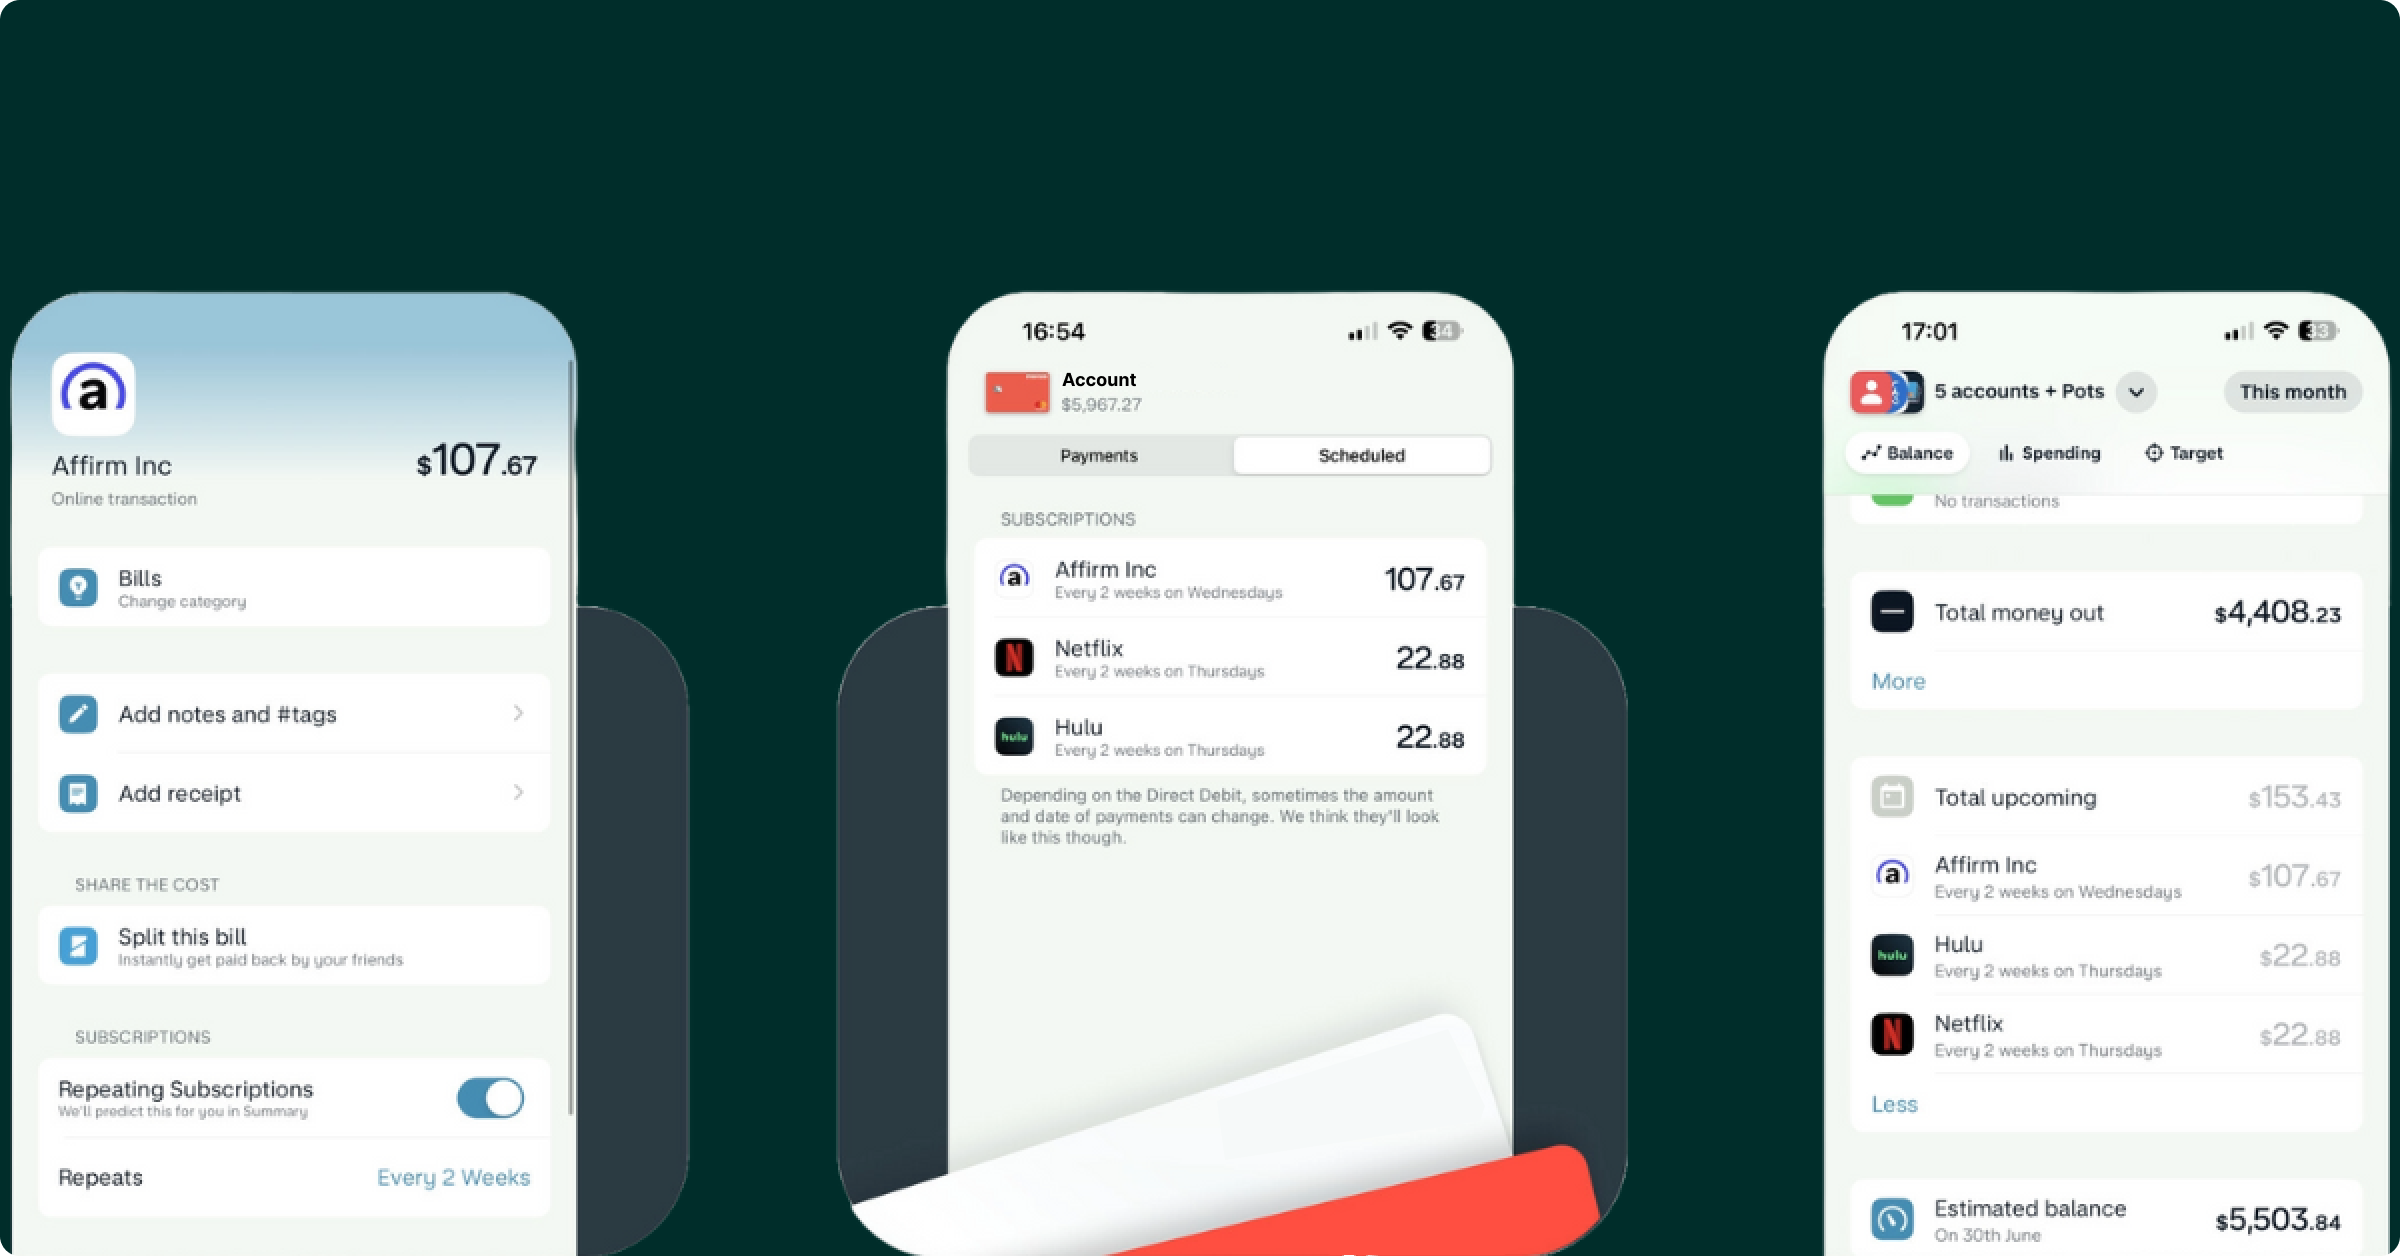 a
Affirm Inc
$107.67
Online transaction
Bills
Change category
Add notes and #tags
Add receipt
SHARE THE COST
Split this bill
Instantly get paid back by your friends
SUBSCRIPTIONS
Repeating Subscriptions
We'll predict this for you in Summary
Repeats
Every 2 Weeks
16:54
34
Account
$5,967.27
Payments
Scheduled
SUBSCRIPTIONS
a
Affirm Inc
107.67
Every 2 weeks on Wednesdays
N
Netflix
22.88
Every 2 weeks on Thursdays
hulu
Hulu
22.88
Every 2 weeks on Thursdays
Depending on the Direct Debit, sometimes the amount
and date of payments can change. We think they'll look
like this though.
17:01
33
5 accounts + Pots
This month
Balance
Spending
Target
No transactions
Total money out
$4,408.23
More
Total upcoming
$153.43
a
Affirm Inc
$107.67
Every 2 weeks on Wednesdays
hulu
Hulu
$22.88
Every 2 weeks on Thursdays
N
Netflix
$22.88
Every 2 weeks on Thursdays
Less
Estimated balance
$5,503.84
On 30th June